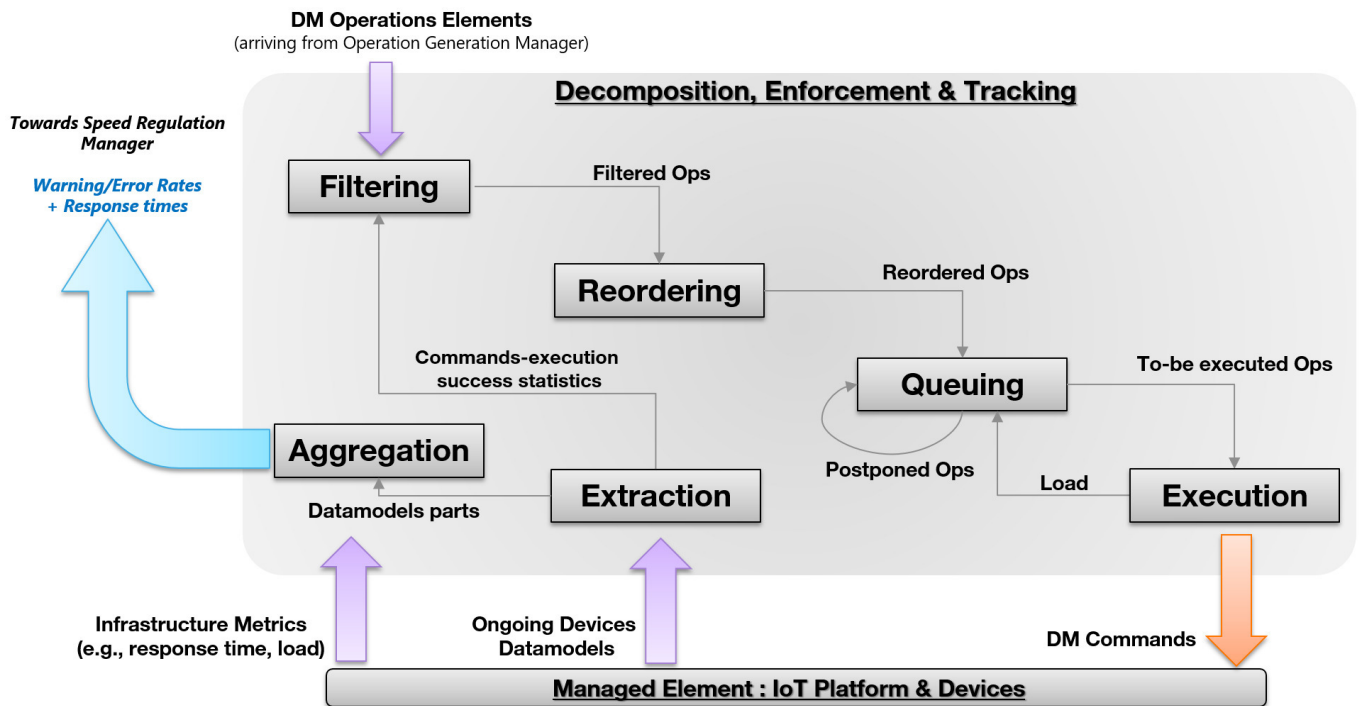 DM Operations Elements
(arriving from Operation Generation Manager)
Decomposition, Enforcement & Tracking
Towards Speed Regulation
Manager
Warning/Error Rates
+ Response times
Filtering
Filtered Ops
Reordering
Reordered Ops
Commands-execution
success statistics
Queuing
To-be executed Ops
Postponed Ops
Aggregation
Datamodels parts
Extraction
Load
Execution
Infrastructure Metrics
(e.g., response time, load)
Ongoing Devices
Datamodels
DM Commands
Managed Element : IoT Platform & Devices